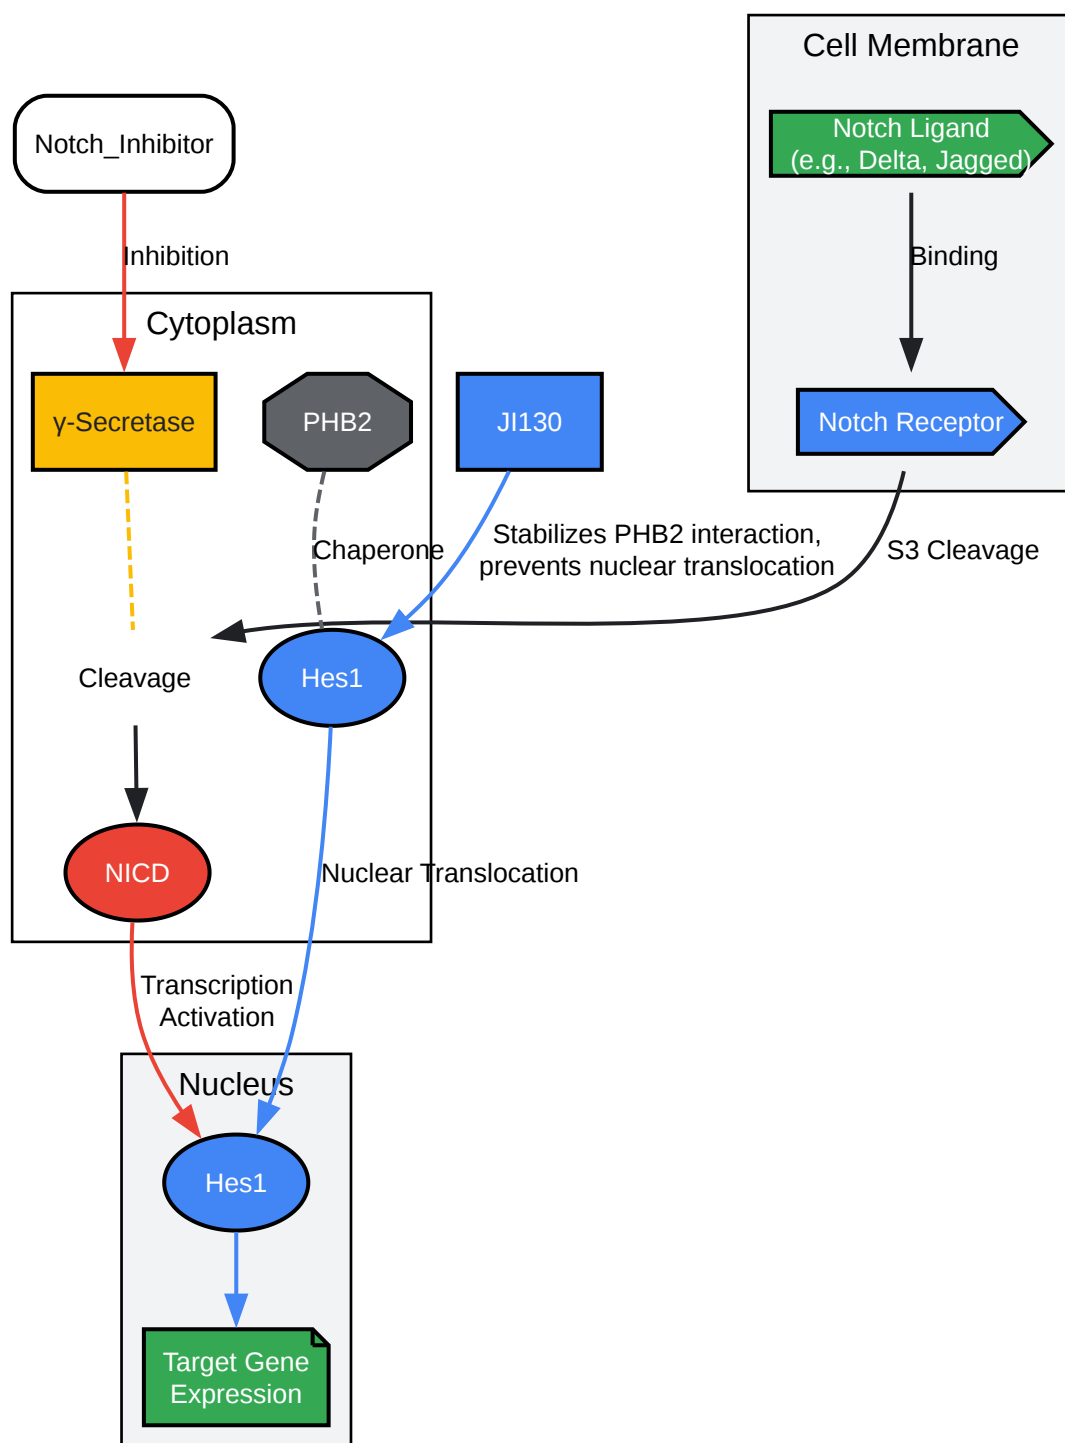 Cell Membrane
Notch Ligand
(e.g., Delta, Jagged)
Notch_Inhibitor
Inhibition
Binding
Cytoplasm
γ-Secretase
PHB2
JI130
Notch Receptor
Chaperone
Stabilizes PHB2 interaction,
prevents nuclear translocation
S3 Cleavage
Cleavage
Hes1
NICD
Nuclear Translocation
Transcription
Activation
Nucleus
Hes1
Target Gene
Expression